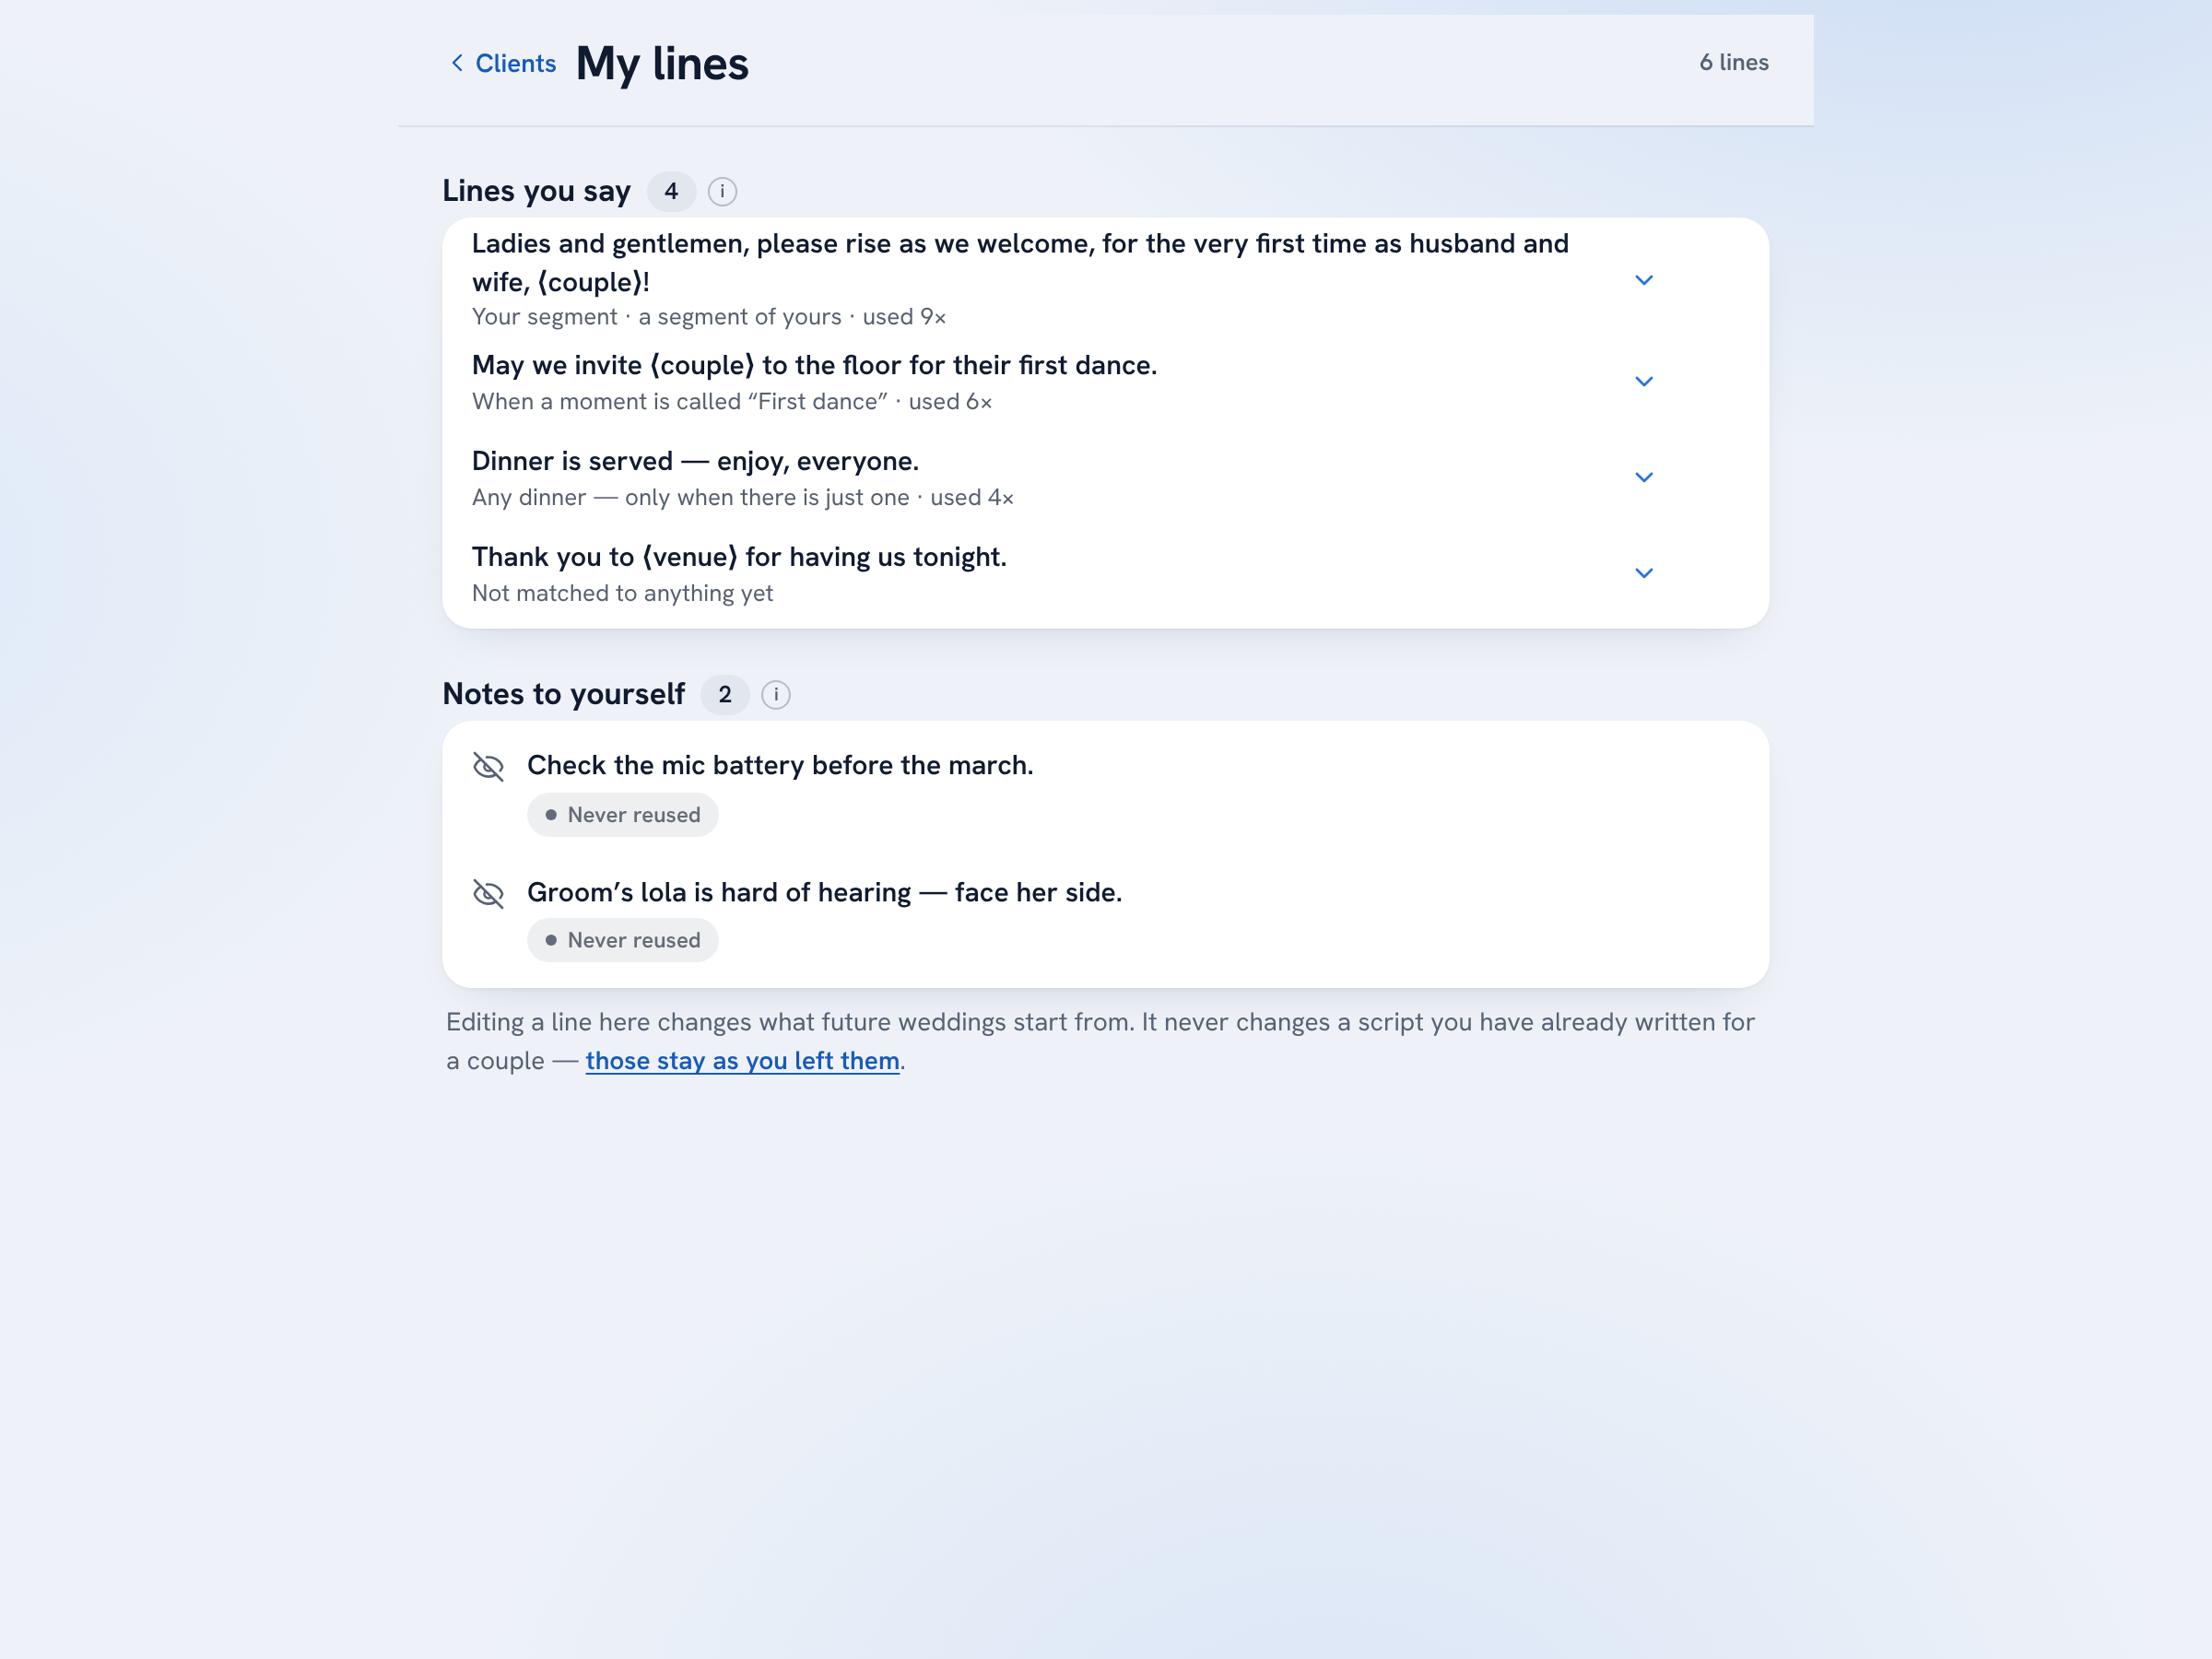 Clients My lines 6 lines
Lines you say 4 i
Ladies and gentlemen, please rise as we welcome, for the very first time as husband and
wife, ⟨couple⟩!
Your segment · a segment of yours · used 9×
May we invite ⟨couple⟩ to the floor for their first dance.
When a moment is called “First dance” · used 6×
Dinner is served — enjoy, everyone.
Any dinner — only when there is just one · used 4×
Thank you to ⟨venue⟩ for having us tonight.
Not matched to anything yet
Notes to yourself 2 i
Check the mic battery before the march.
Never reused
Groom’s lola is hard of hearing — face her side.
Never reused
Editing a line here changes what future weddings start from. It never changes a script you have already written for
a couple — those stay as you left them.